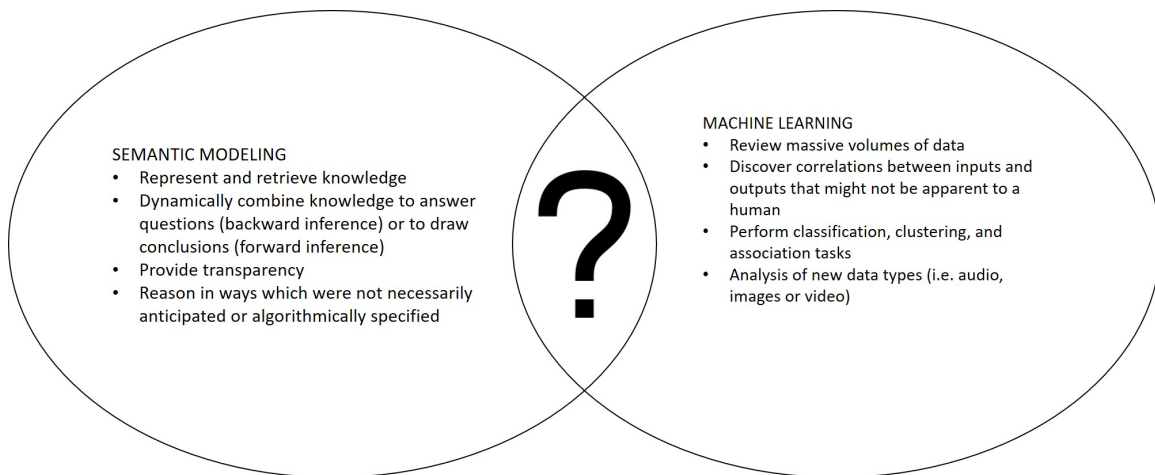 SEMANTIC MODELING
• Represent and retrieve knowledge
• Dynamically combine knowledge to answer
questions (backward inference) or to draw
conclusions (forward inference)
• Provide transparency
• Reason in ways which were not necessarily
anticipated or algorithmically specified
?
MACHINE LEARNING
• Review massive volumes of data
• Discover correlations between inputs and
outputs that might not be apparent to a
human
• Perform classification, clustering, and
association tasks
• Analysis of new data types (i.e. audio,
images or video)